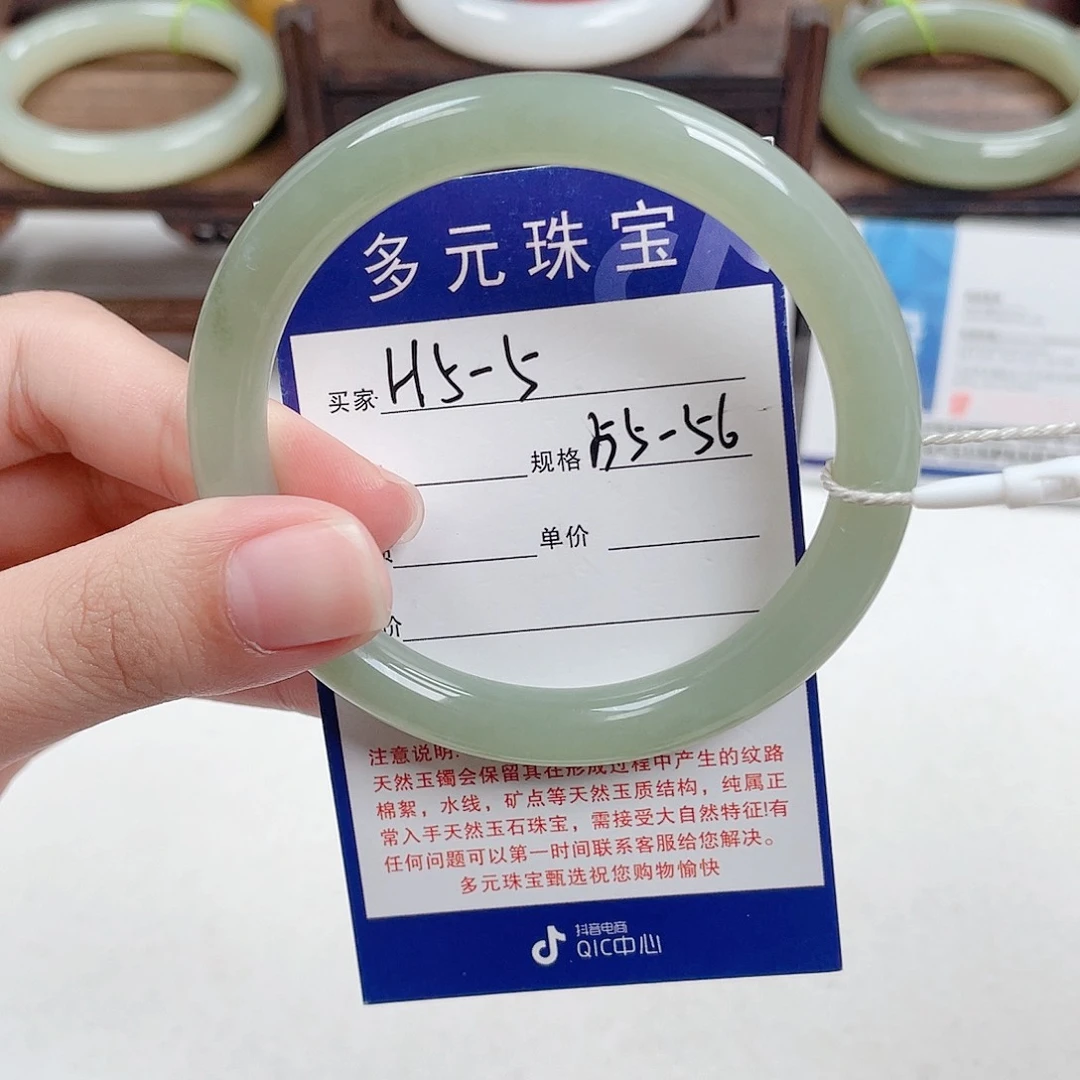 多元珠宝
买家: H5-5
规格 55-56
单价
价
注意说明:
天然玉镯会保留其在形成过程中产生的纹路
棉絮，水线，矿点等天然玉质结构，纯属正
常入手天然玉石珠宝，需接受大自然特征!有
任何问题可以第一时间联系客服给您解决。
多元珠宝甄选祝您购物愉快
抖音电商
QIC中心